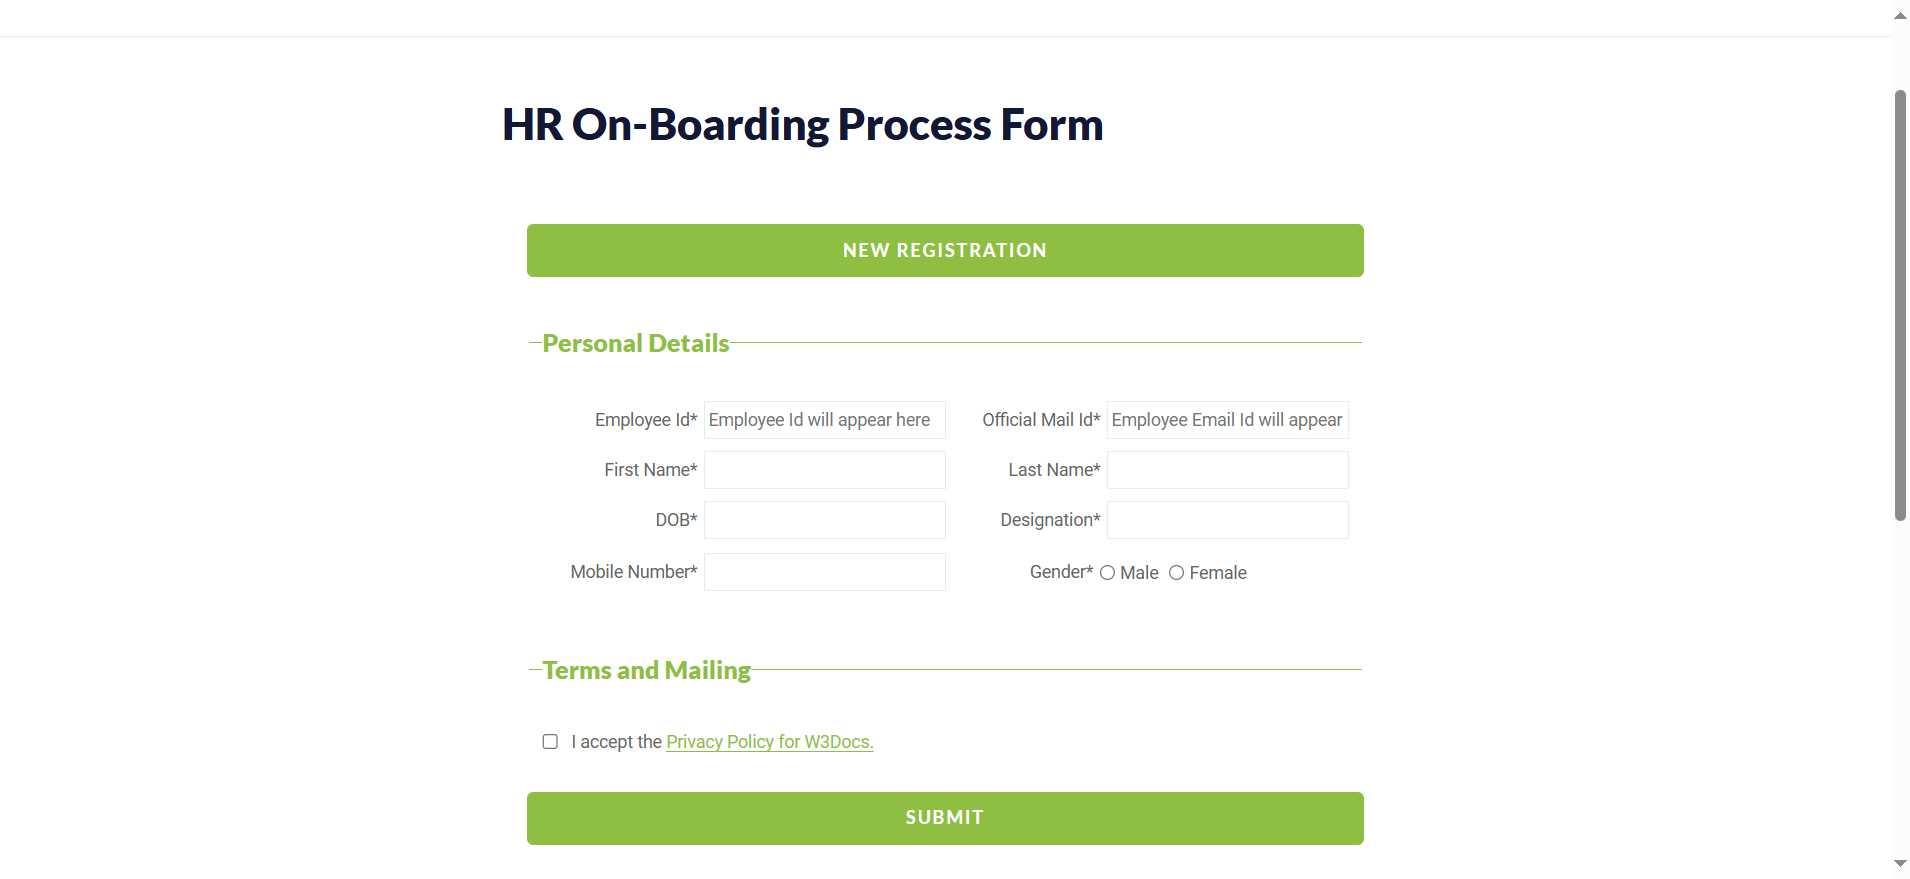 HR On-Boarding Process Form
NEW REGISTRATION
Personal Details
Employee Id* Employee Id will appear here Official Mail Id* Employee Email Id will appear
First Name* Last Name*
DOB* Designation*
Mobile Number* Gender* Male Female
Terms and Mailing
I accept the Privacy Policy for W3Docs.
SUBMIT